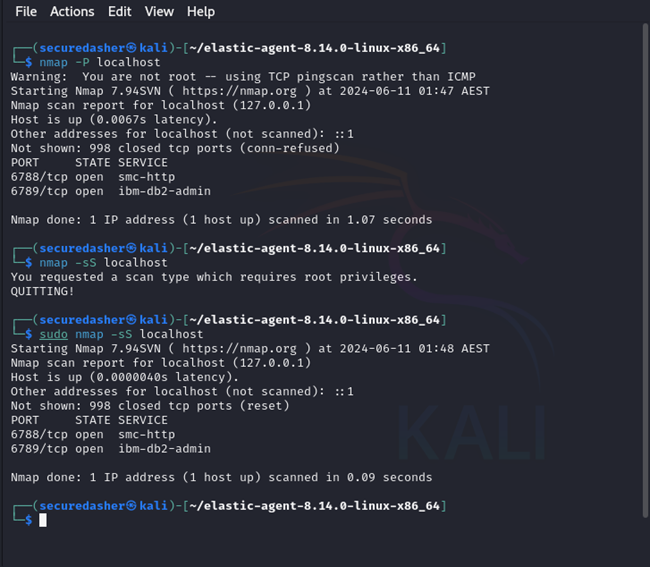 File Actions Edit View Help
┌──(securedasher㉿kali)-[~/elastic-agent-8.14.0-linux-x86_64]
└─$ nmap -P localhost
Warning:  You are not root -- using TCP pingscan rather than ICMP
Starting Nmap 7.94SVN ( https://nmap.org ) at 2024-06-11 01:47 AEST
Nmap scan report for localhost (127.0.0.1)
Host is up (0.0067s latency).
Other addresses for localhost (not scanned): ::1
Not shown: 998 closed tcp ports (conn-refused)
PORT     STATE SERVICE
6788/tcp open  smc-http
6789/tcp open  ibm-db2-admin
Nmap done: 1 IP address (1 host up) scanned in 1.07 seconds
┌──(securedasher㉿kali)-[~/elastic-agent-8.14.0-linux-x86_64]
└─$ nmap -sS localhost
You requested a scan type which requires root privileges.
QUITTING!
┌──(securedasher㉿kali)-[~/elastic-agent-8.14.0-linux-x86_64]
└─$ sudo nmap -sS localhost
Starting Nmap 7.94SVN ( https://nmap.org ) at 2024-06-11 01:48 AEST
Nmap scan report for localhost (127.0.0.1)
Host is up (0.0000040s latency).
Other addresses for localhost (not scanned): ::1
Not shown: 998 closed tcp ports (reset)
PORT     STATE SERVICE
6788/tcp open  smc-http
6789/tcp open  ibm-db2-admin
KALI
Nmap done: 1 IP address (1 host up) scanned in 0.09 seconds
┌──(securedasher㉿kali)-[~/elastic-agent-8.14.0-linux-x86_64]
└─$